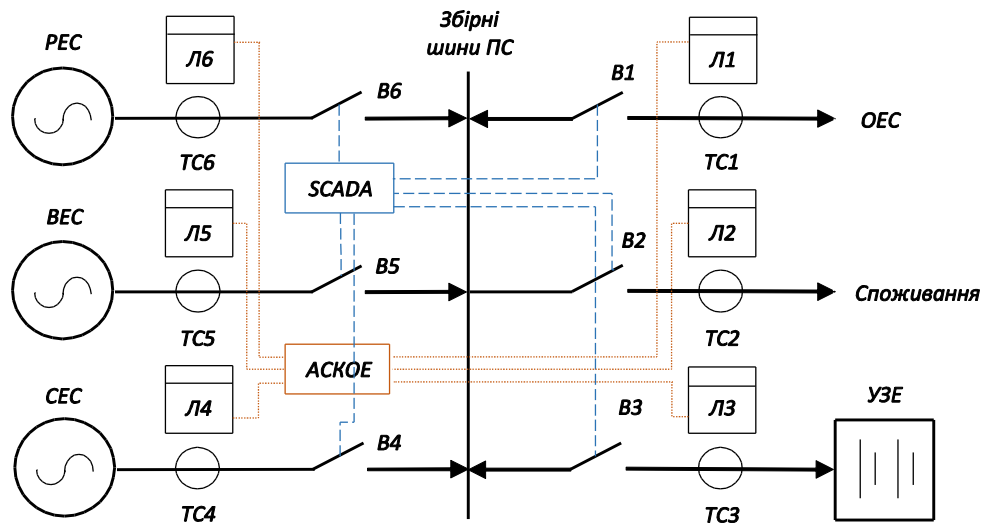 Збірні
шини ПС
РЕС
Л6
В6
В1
Л1
ОЕС
ТС6
ТС1
SCADA
ВЕС
Л5
В5
В2
Л2
Споживання
ТС5
ТС2
АСКОЕ
СЕС
Л4
В4
В3
Л3
УЗЕ
ТС4
ТС3